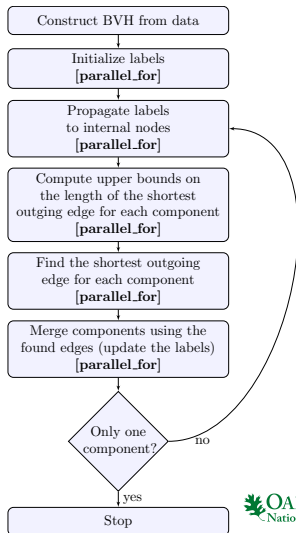 Construct BVH from data
Initialize labels
[parallel_for]
Propagate labels
to internal nodes
[parallel_for]
Compute upper bounds on
the length of the shortest
outging edge for each component
[parallel_for]
Find the shortest outgoing
edge for each component
[parallel_for]
Merge components using the
found edges (update the labels)
[parallel_for]
Only one
component?
no
yes
Stop